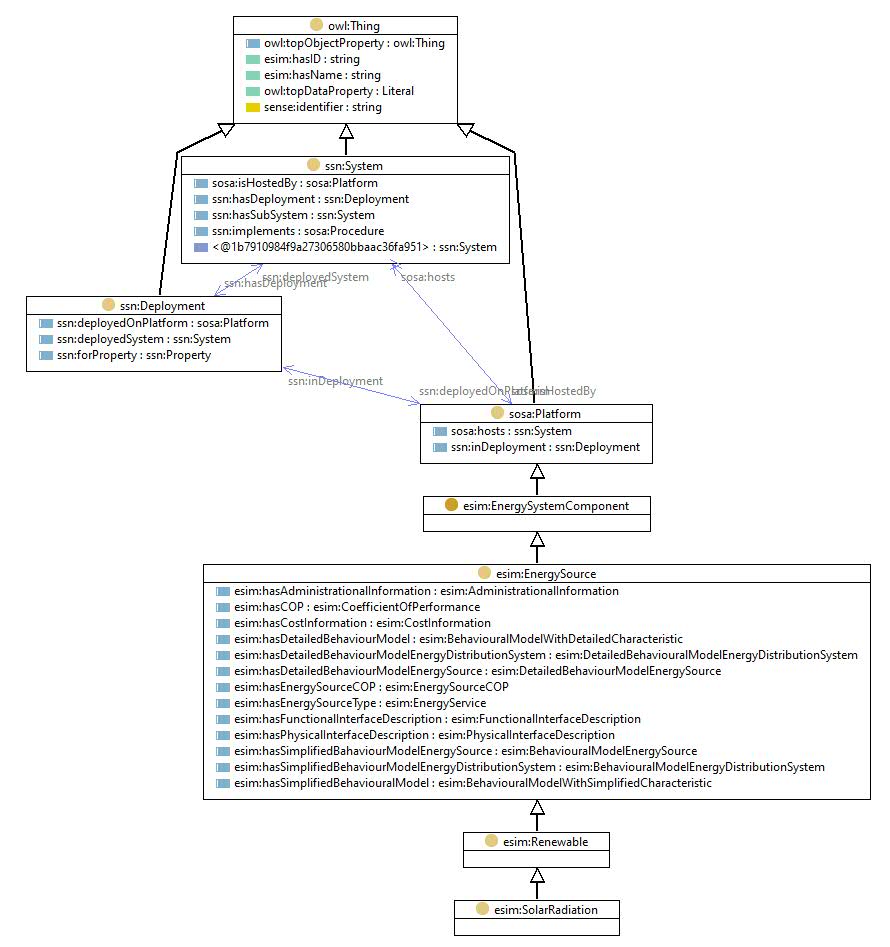 owl:Thing
owl:topObjectProperty : owl:Thing
esim:hasID : string
esim:hasName : string
owl:topDataProperty : Literal
sense:identifier : string
ssn:System
sosa:isHostedBy : sosa:Platform
ssn:hasDeployment : ssn:Deployment
ssn:hasSubSystem : ssn:System
ssn:implements : sosa:Procedure
<@1b7910984f9a27306580bbaac36fa951> : ssn:System
ssn:deployedSystem
sosa:hosts
ssn:hasDeployment
ssn:Deployment
ssn:deployedOnPlatform : sosa:Platform
ssn:deployedSystem : ssn:System
ssn:forProperty : ssn:Property
ssn:inDeployment
ssn:deployedOnPlatform
sosa:isHostedBy
sosa:Platform
sosa:hosts : ssn:System
ssn:inDeployment : ssn:Deployment
esim:EnergySystemComponent
esim:EnergySource
esim:hasAdministrationalInformation : esim:AdministrationalInformation
esim:hasCOP : esim:CoefficientOfPerformance
esim:hasCostInformation : esim:CostInformation
esim:hasDetailedBehaviourModel : esim:BehaviouralModelWithDetailedCharacteristic
esim:hasDetailedBehaviourModelEnergyDistributionSystem : esim:DetailedBehaviouralModelEnergyDistributionSystem
esim:hasDetailedBehaviourModelEnergySource : esim:DetailedBehaviourModelEnergySource
esim:hasEnergySourceCOP : esim:EnergySourceCOP
esim:hasEnergySourceType : esim:EnergyService
esim:hasFunctionalInterfaceDescription : esim:FunctionalInterfaceDescription
esim:hasPhysicalInterfaceDescription : esim:PhysicalInterfaceDescription
esim:hasSimplifiedBahaviourModelEnergySource : esim:BehaviouralModelEnergySource
esim:hasSimplifiedBehaviourModelEnergyDistributionSystem : esim:BehaviouralModelEnergyDistributionSystem
esim:hasSimplifiedBehaviouralModel : esim:BehaviouralModelWithSimplifiedCharacteristic
esim:Renewable
esim:SolarRadiation